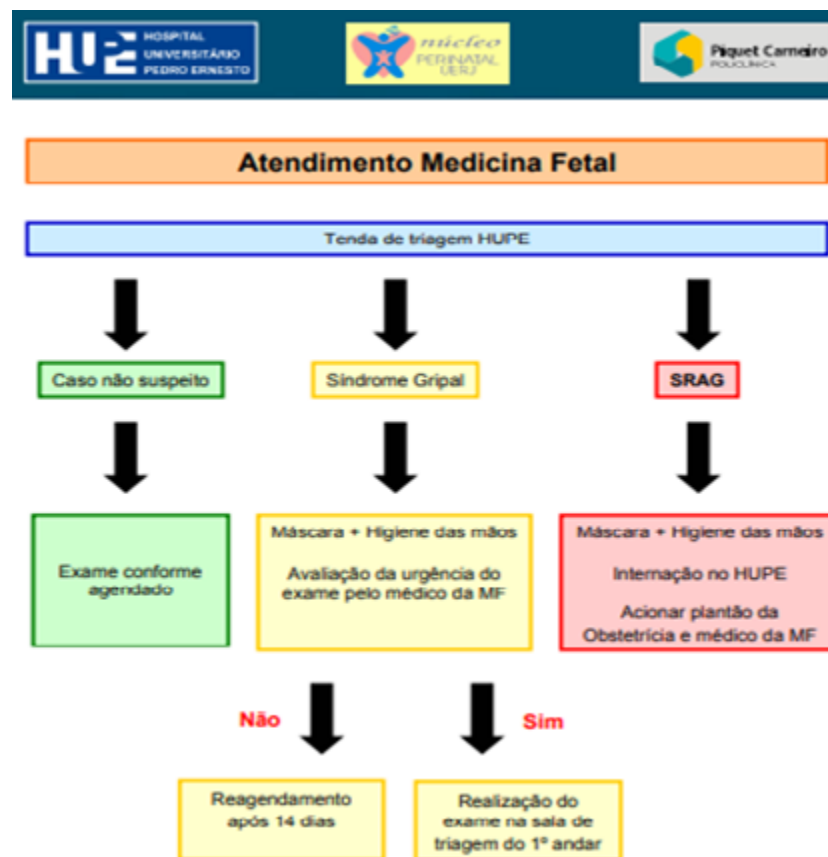 HUPE HOSPITAL
UNIVERSITÁRIO
PEDRO ERNESTO
núcleo
PERINATAL
UERJ
Piquet Carneiro
POLICLÍNICA
Atendimento Medicina Fetal
Tenda de triagem HUPE
Caso não suspeito
Síndrome Gripal
SRAG
Exame conforme
agendado
Máscara + Higiene das mãos
Avaliação da urgência do
exame pelo médico da MF
Máscara + Higiene das mãos
Internação no HUPE
Acionar plantão da
Obstetrícia e médico da MF
Não
Sim
Reagendamento
após 14 dias
Realização do
exame na sala de
triagem do 1º andar